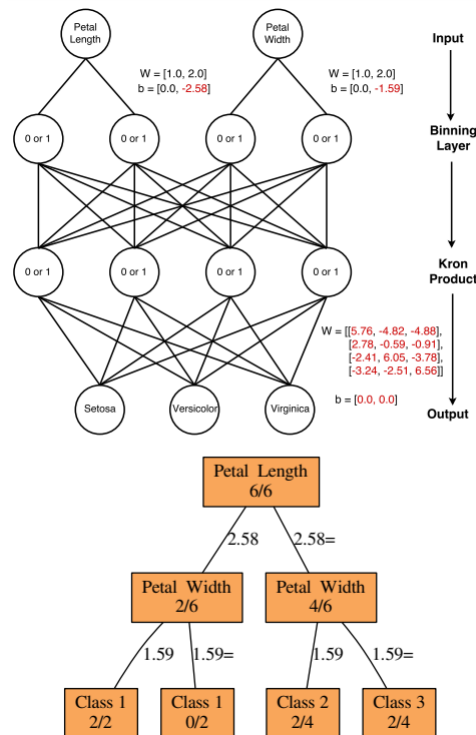 Petal
Length
Petal
Width
Input
W = [1.0, 2.0]
b = [0.0, -2.58]
W = [1.0, 2.0]
b = [0.0, -1.59]
0 or 1
0 or 1
0 or 1
0 or 1
Binning
Layer
0 or 1
0 or 1
0 or 1
0 or 1
Kron
Product
W = [[5.76, -4.82, -4.88],
[2.78, -0.59, -0.91],
[-2.41, 6.05, -3.78],
[-3.24, -2.51, 6.56]]
b = [0.0, 0.0]
Setosa
Versicolor
Virginica
Output
Petal Length
6/6
2.58
2.58=
Petal Width
2/6
Petal Width
4/6
1.59
1.59=
1.59
1.59=
Class 1
2/2
Class 1
0/2
Class 2
2/4
Class 3
2/4